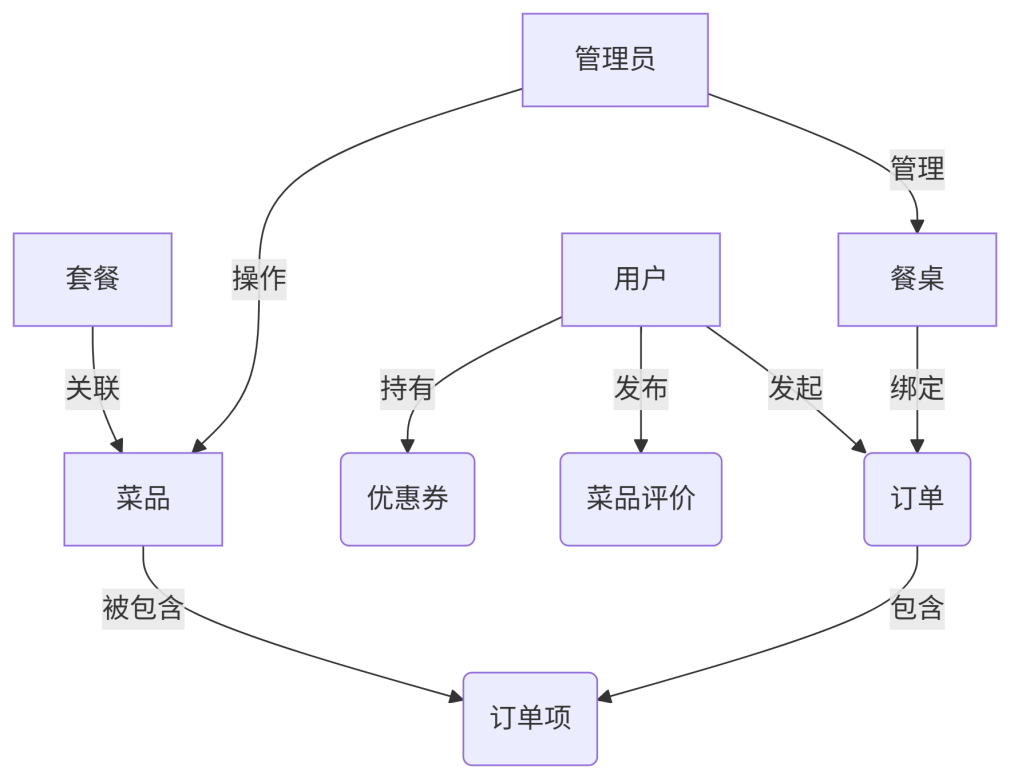 管理员
管理
套餐
操作
用户
餐桌
关联
持有
发布
发起
绑定
菜品
优惠券
菜品评价
订单
被包含
包含
订单项